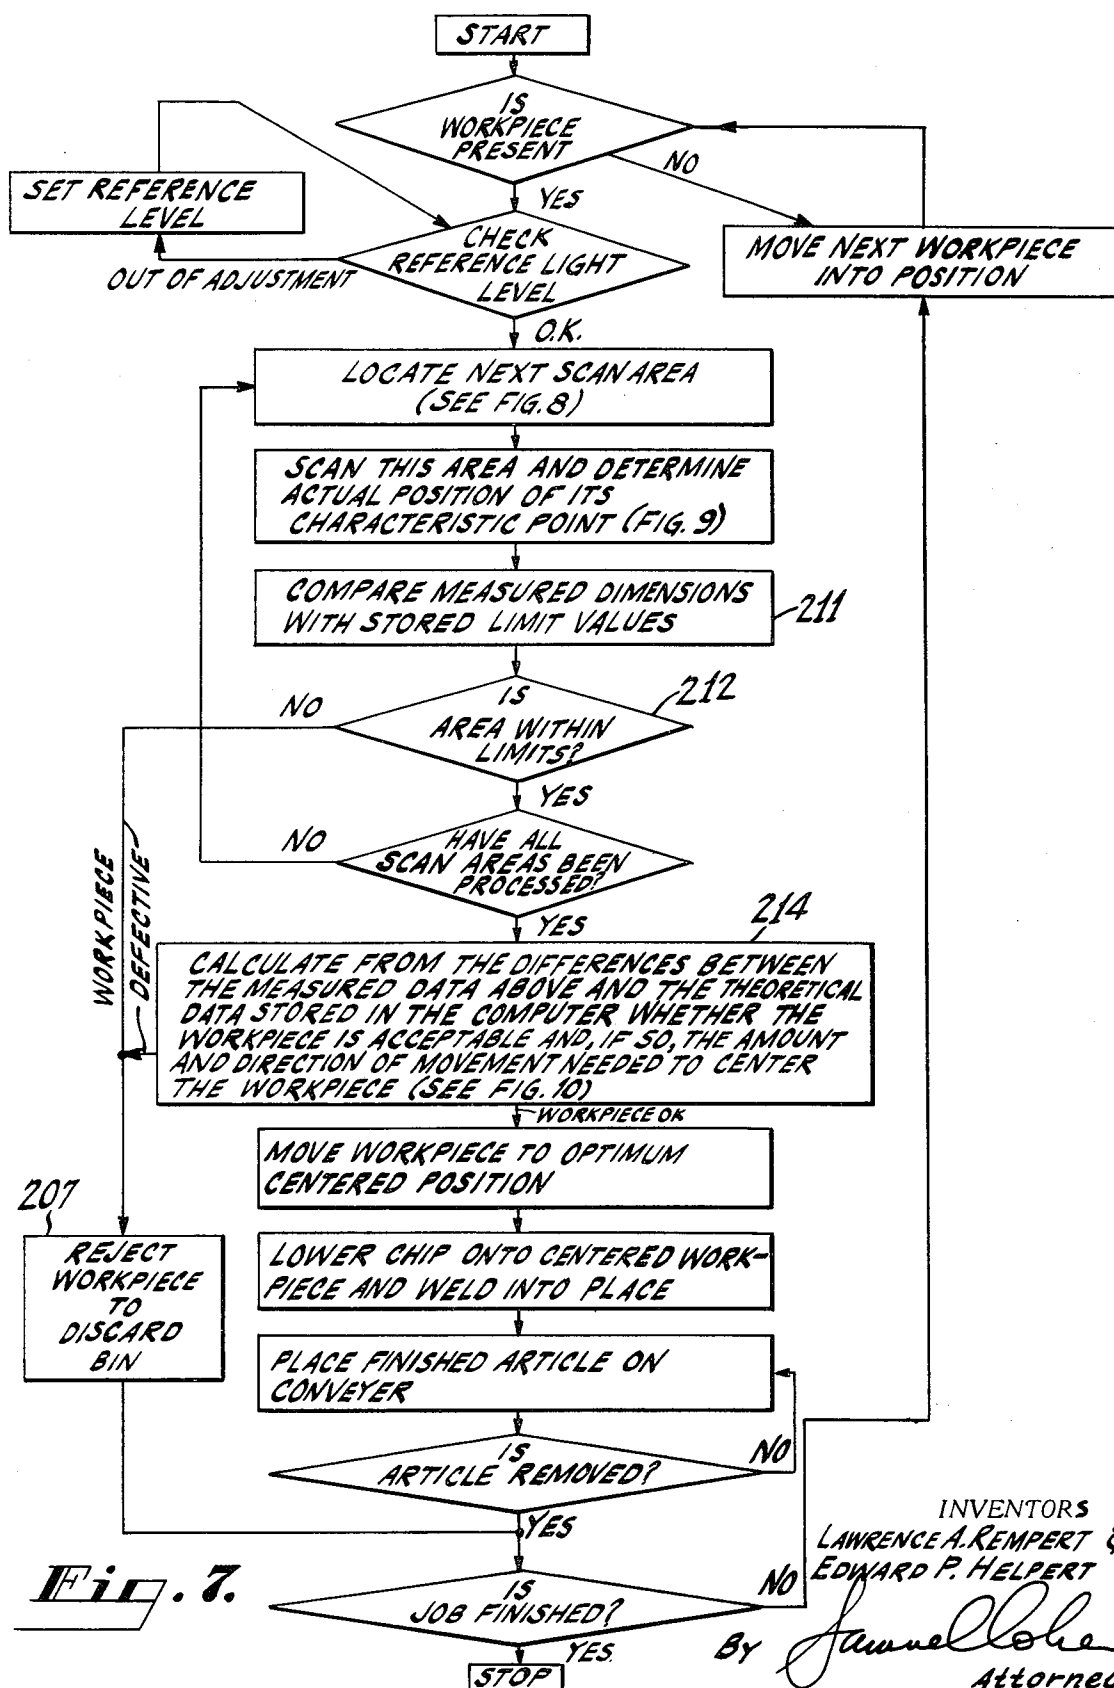 START
IS
WORKPIECE
PRESENT
NO
YES
SET REFERENCE
LEVEL
CHECK
REFERENCE LIGHT
LEVEL
OUT OF ADJUSTMENT
MOVE NEXT WORKPIECE
INTO POSITION
O.K.
LOCATE NEXT SCAN AREA
(SEE FIG. 8)
SCAN THIS AREA AND DETERMINE
ACTUAL POSITION OF ITS
CHARACTERISTIC POINT (FIG. 9)
COMPARE MEASURED DIMENSIONS
WITH STORED LIMIT VALUES
211
212
NO
IS
AREA WITHIN
LIMITS?
YES
NO
HAVE ALL
SCAN AREAS BEEN
PROCESSED?
WORKPIECE
DEFECTIVE
YES
214
CALCULATE FROM THE DIFFERENCES BETWEEN
THE MEASURED DATA ABOVE AND THE THEORETICAL
DATA STORED IN THE COMPUTER WHETHER THE
WORKPIECE IS ACCEPTABLE AND, IF SO, THE AMOUNT
AND DIRECTION OF MOVEMENT NEEDED TO CENTER
THE WORKPIECE (SEE FIG. 10)
WORKPIECE OK
MOVE WORKPIECE TO OPTIMUM
CENTERED POSITION
207
REJECT
WORKPIECE
TO
DISCARD
BIN
LOWER CHIP ONTO CENTERED WORK-
PIECE AND WELD INTO PLACE
PLACE FINISHED ARTICLE ON
CONVEYER
IS
ARTICLE REMOVED?
NO
YES
INVENTORS
LAWRENCE A. REMPERT &
EDWARD P. HELPERT
Fig. 7.
IS
JOB FINISHED?
NO
YES.
STOP
BY Samuel Cohe
Attorne